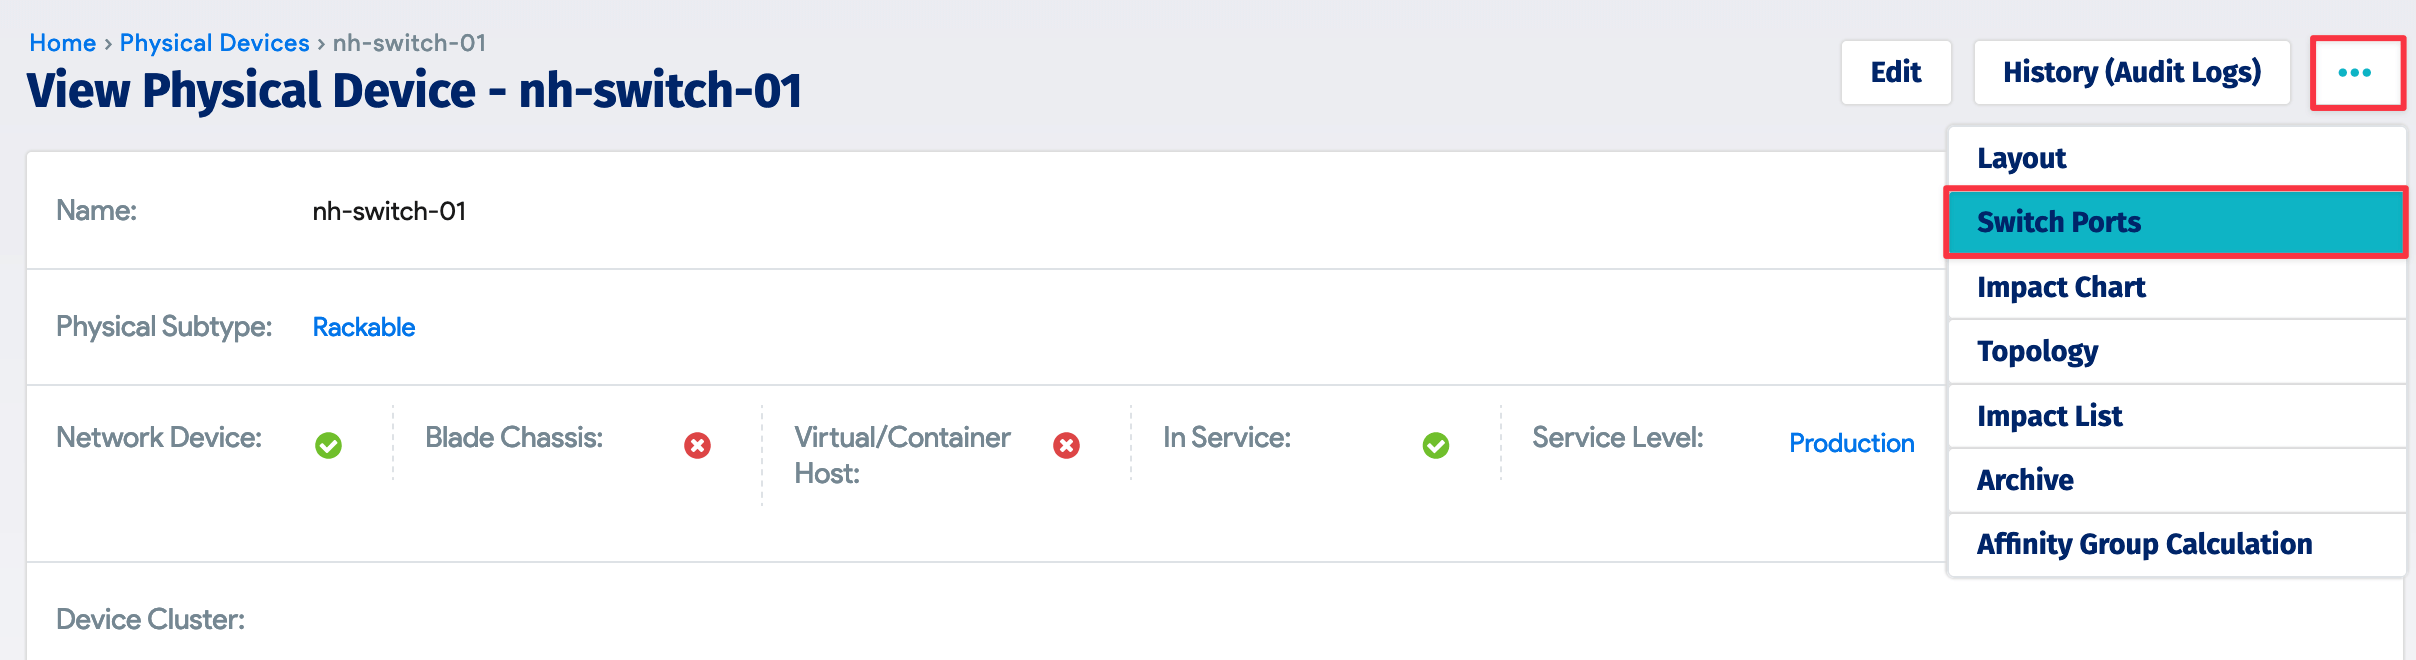 Home › Physical Devices › nh-switch-01
View Physical Device - nh-switch-01
Edit
History (Audit Logs)
Layout
Switch Ports
Impact Chart
Topology
Impact List
Archive
Affinity Group Calculation
Name: nh-switch-01
Physical Subtype: Rackable
Network Device:
Blade Chassis:
Virtual/Container
Host:
In Service:
Service Level: Production
Device Cluster: